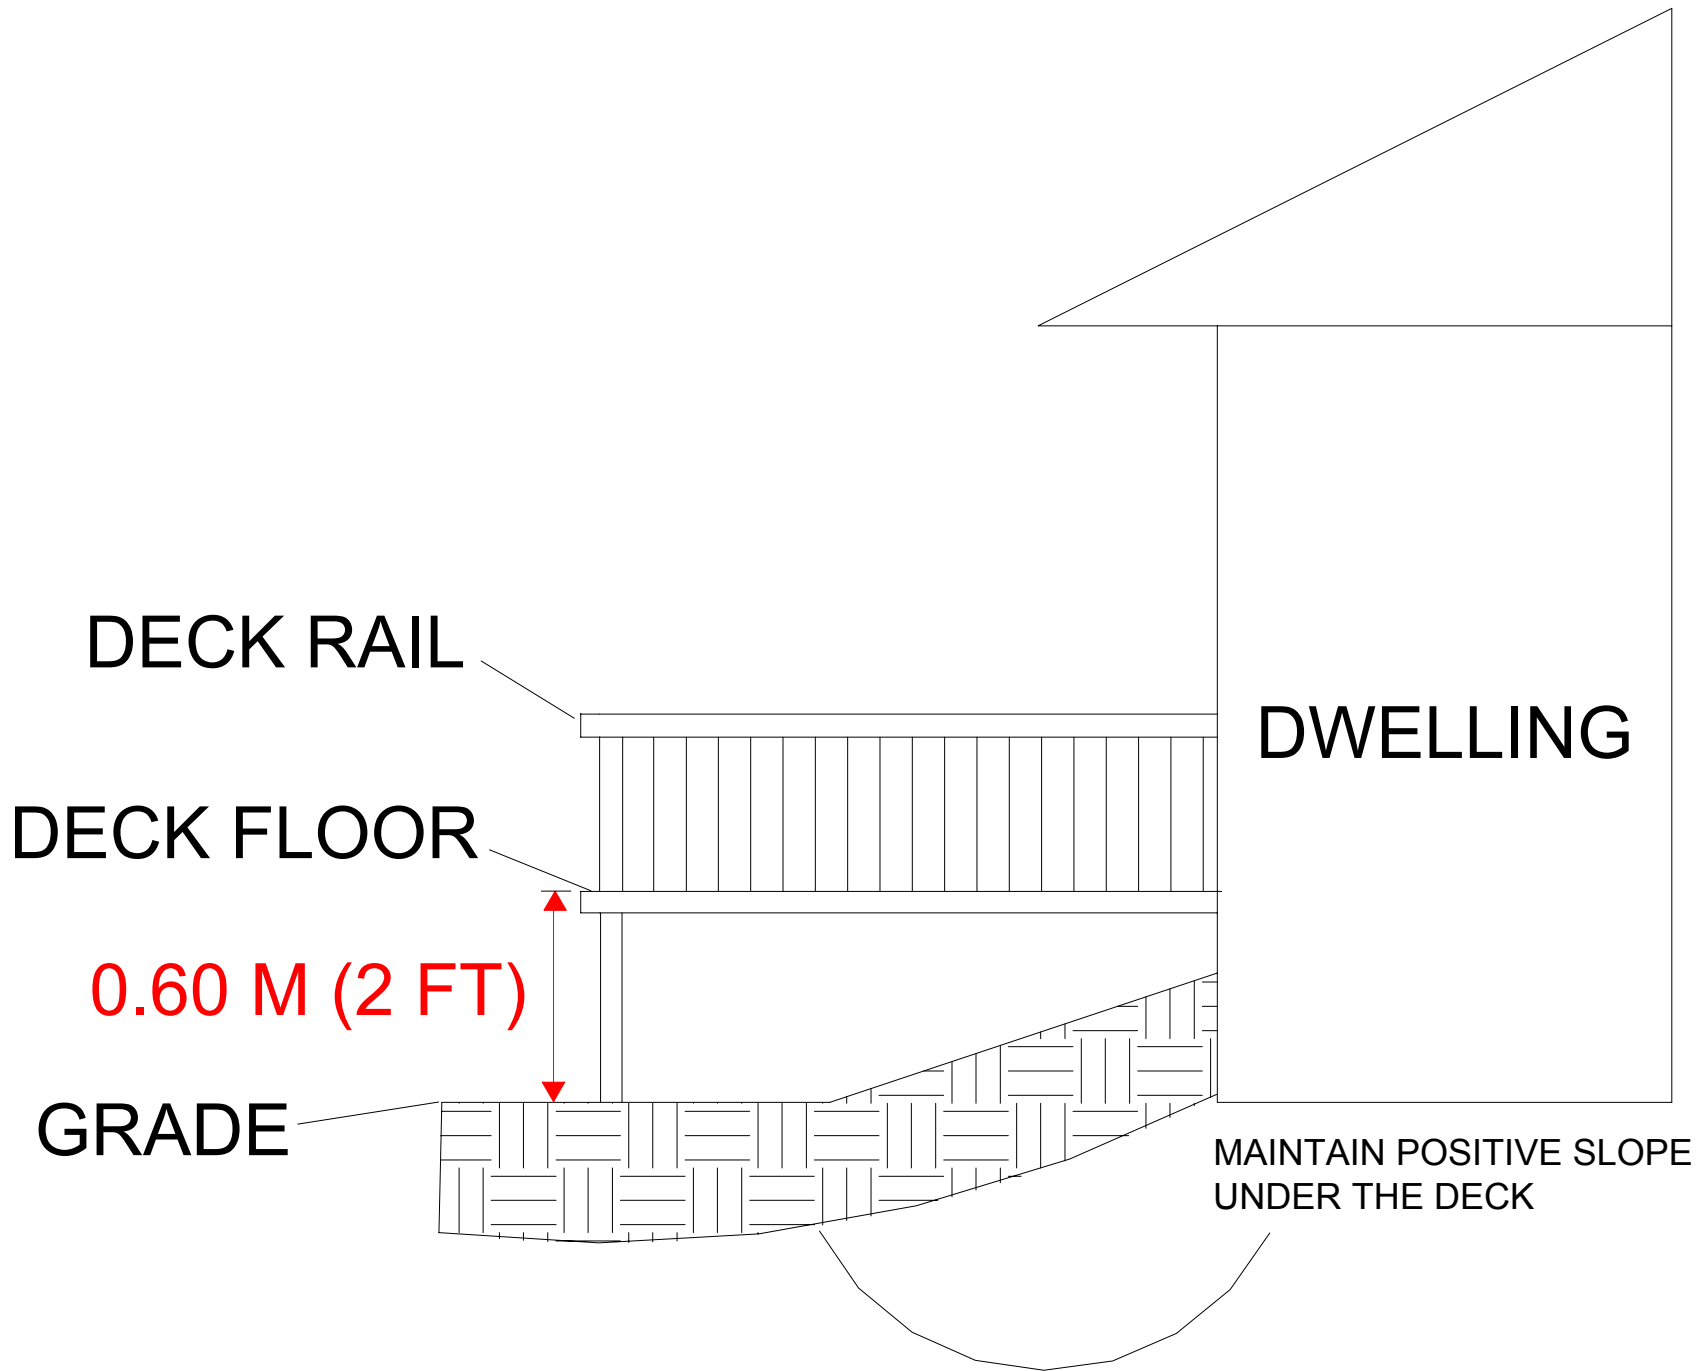 DECK RAIL
DWELLING
DECK FLOOR
0.60 M (2 FT)
GRADE
MAINTAIN POSITIVE SLOPE
UNDER THE DECK